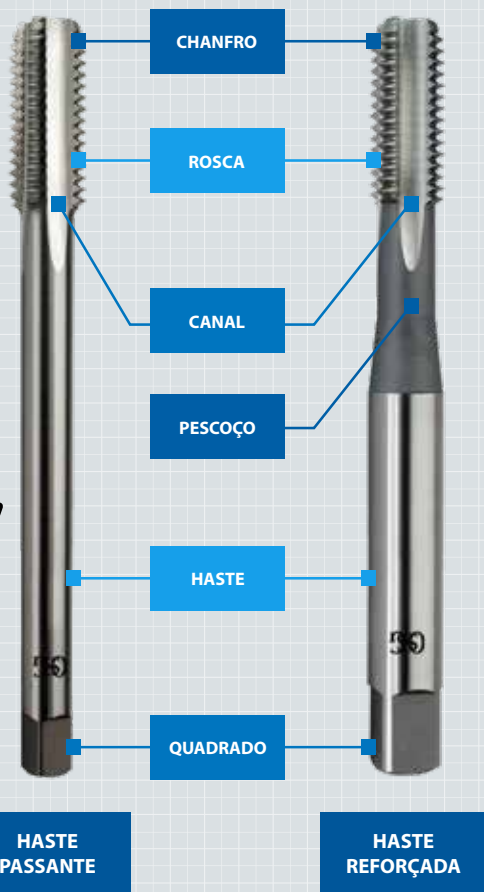 CHANFRO
ROSCA
CANAL
PESCOÇO
HASTE
QUADRADO
HASTE
PASSANTE
HASTE
REFORÇADA